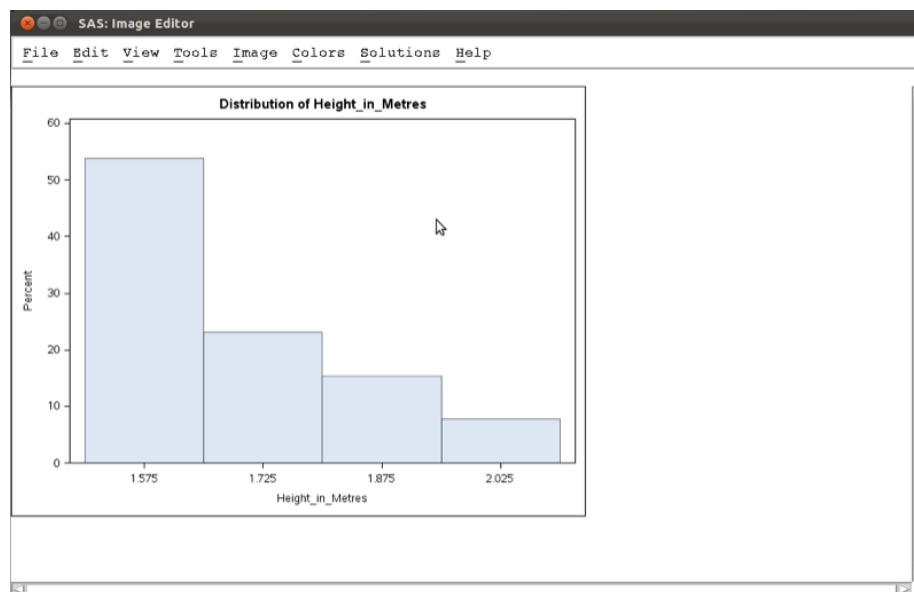 SAS: Image Editor
File Edit View Tools Image Colors Solutions Help
Distribution of Height_in_Metres
60
50
40
30
20
10
0
Percent
1.575 1.725 1.875 2.025
Height_in_Metres